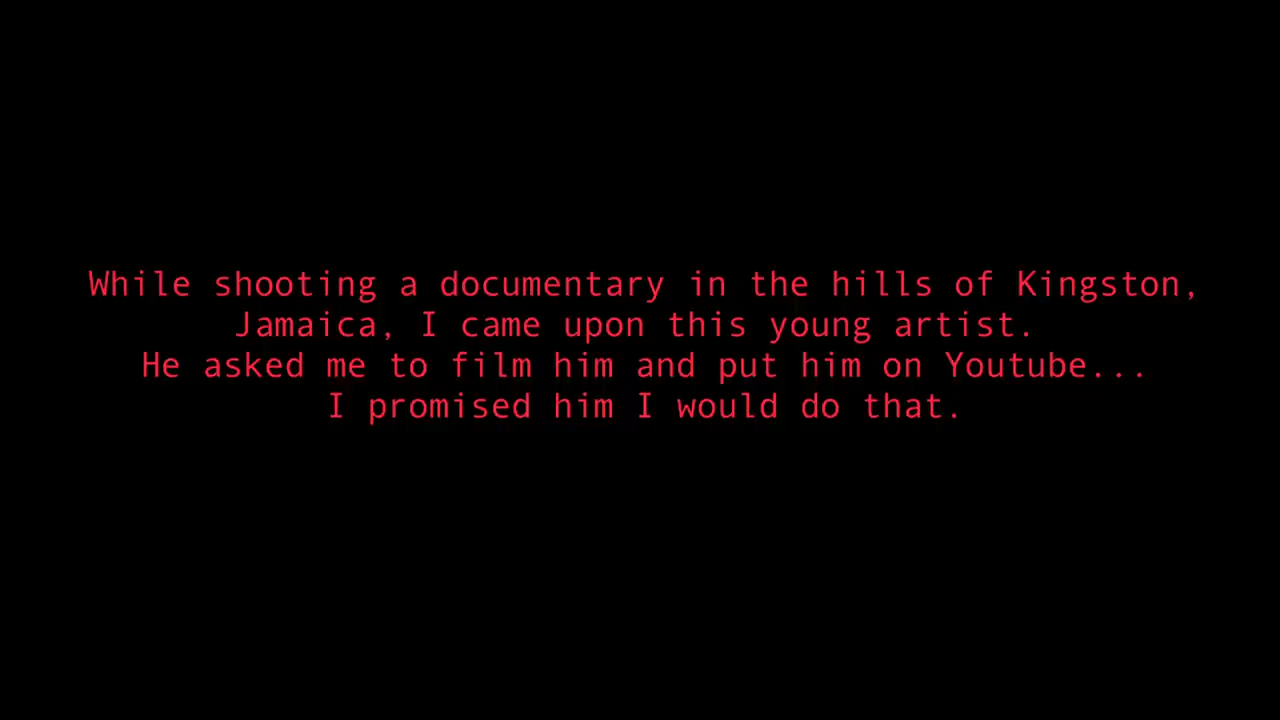 While shooting a documentary in the hills of Kingston,
Jamaica, I came upon this young artist.
He asked me to film him and put him on Youtube...
I promised him I would do that.